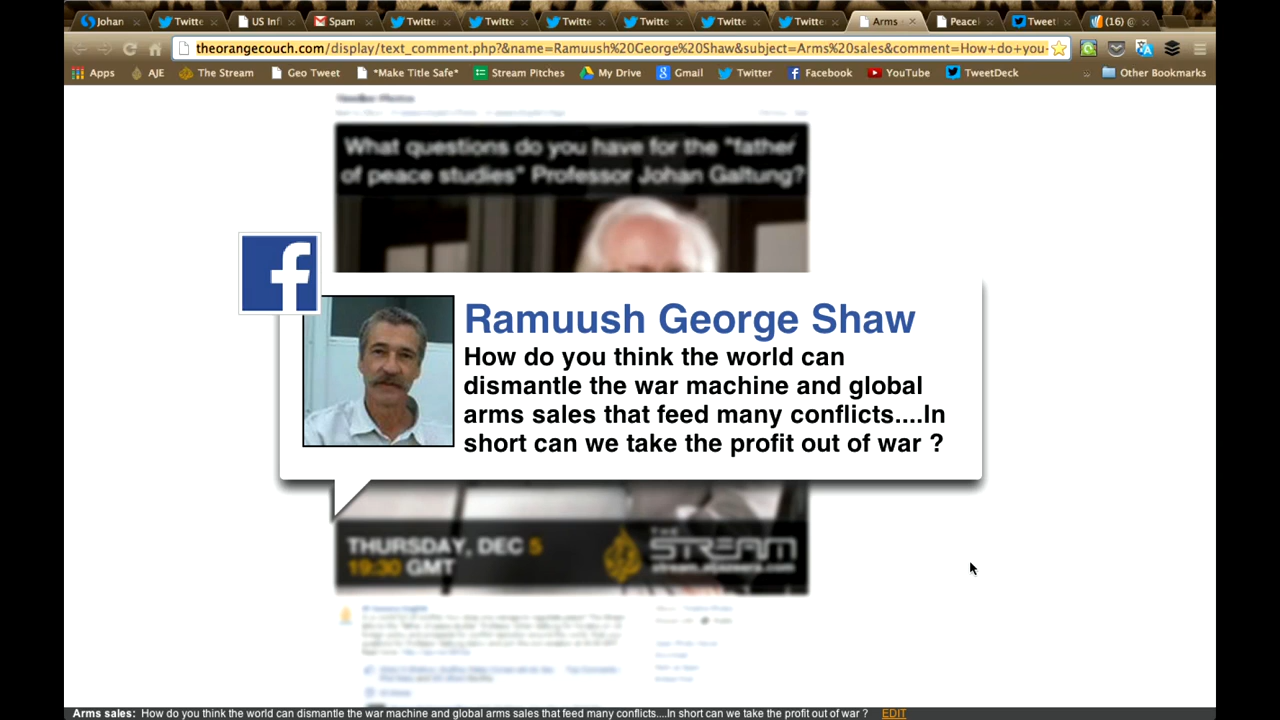 Johan
Twitte
US Infl
Spam
Twitte
Twitte
Twitte
Twitte
Twitte
Twitte
Arms
Peacel
Tweet
(16) @
theorangecouch.com/display/text_comment.php?&name=Ramuush%20George%20Shaw&subject=Arms%20sales&comment=How+do+you-
Apps AJE The Stream Geo Tweet *Make Title Safe* Stream Pitches My Drive Gmail Twitter Facebook YouTube TweetDeck » Other Bookmarks
What questions do you have for the "father
of peace studies" Professor Johan Galtung?
Ramuush George Shaw
How do you think the world can
dismantle the war machine and global
arms sales that feed many conflicts....In
short can we take the profit out of war ?
THURSDAY, DEC 5
19:30 GMT
THE
STREAM
stream.aljazeera.com
Arms sales: How do you think the world can dismantle the war machine and global arms sales that feed many conflicts....In short can we take the profit out of war ? EDIT